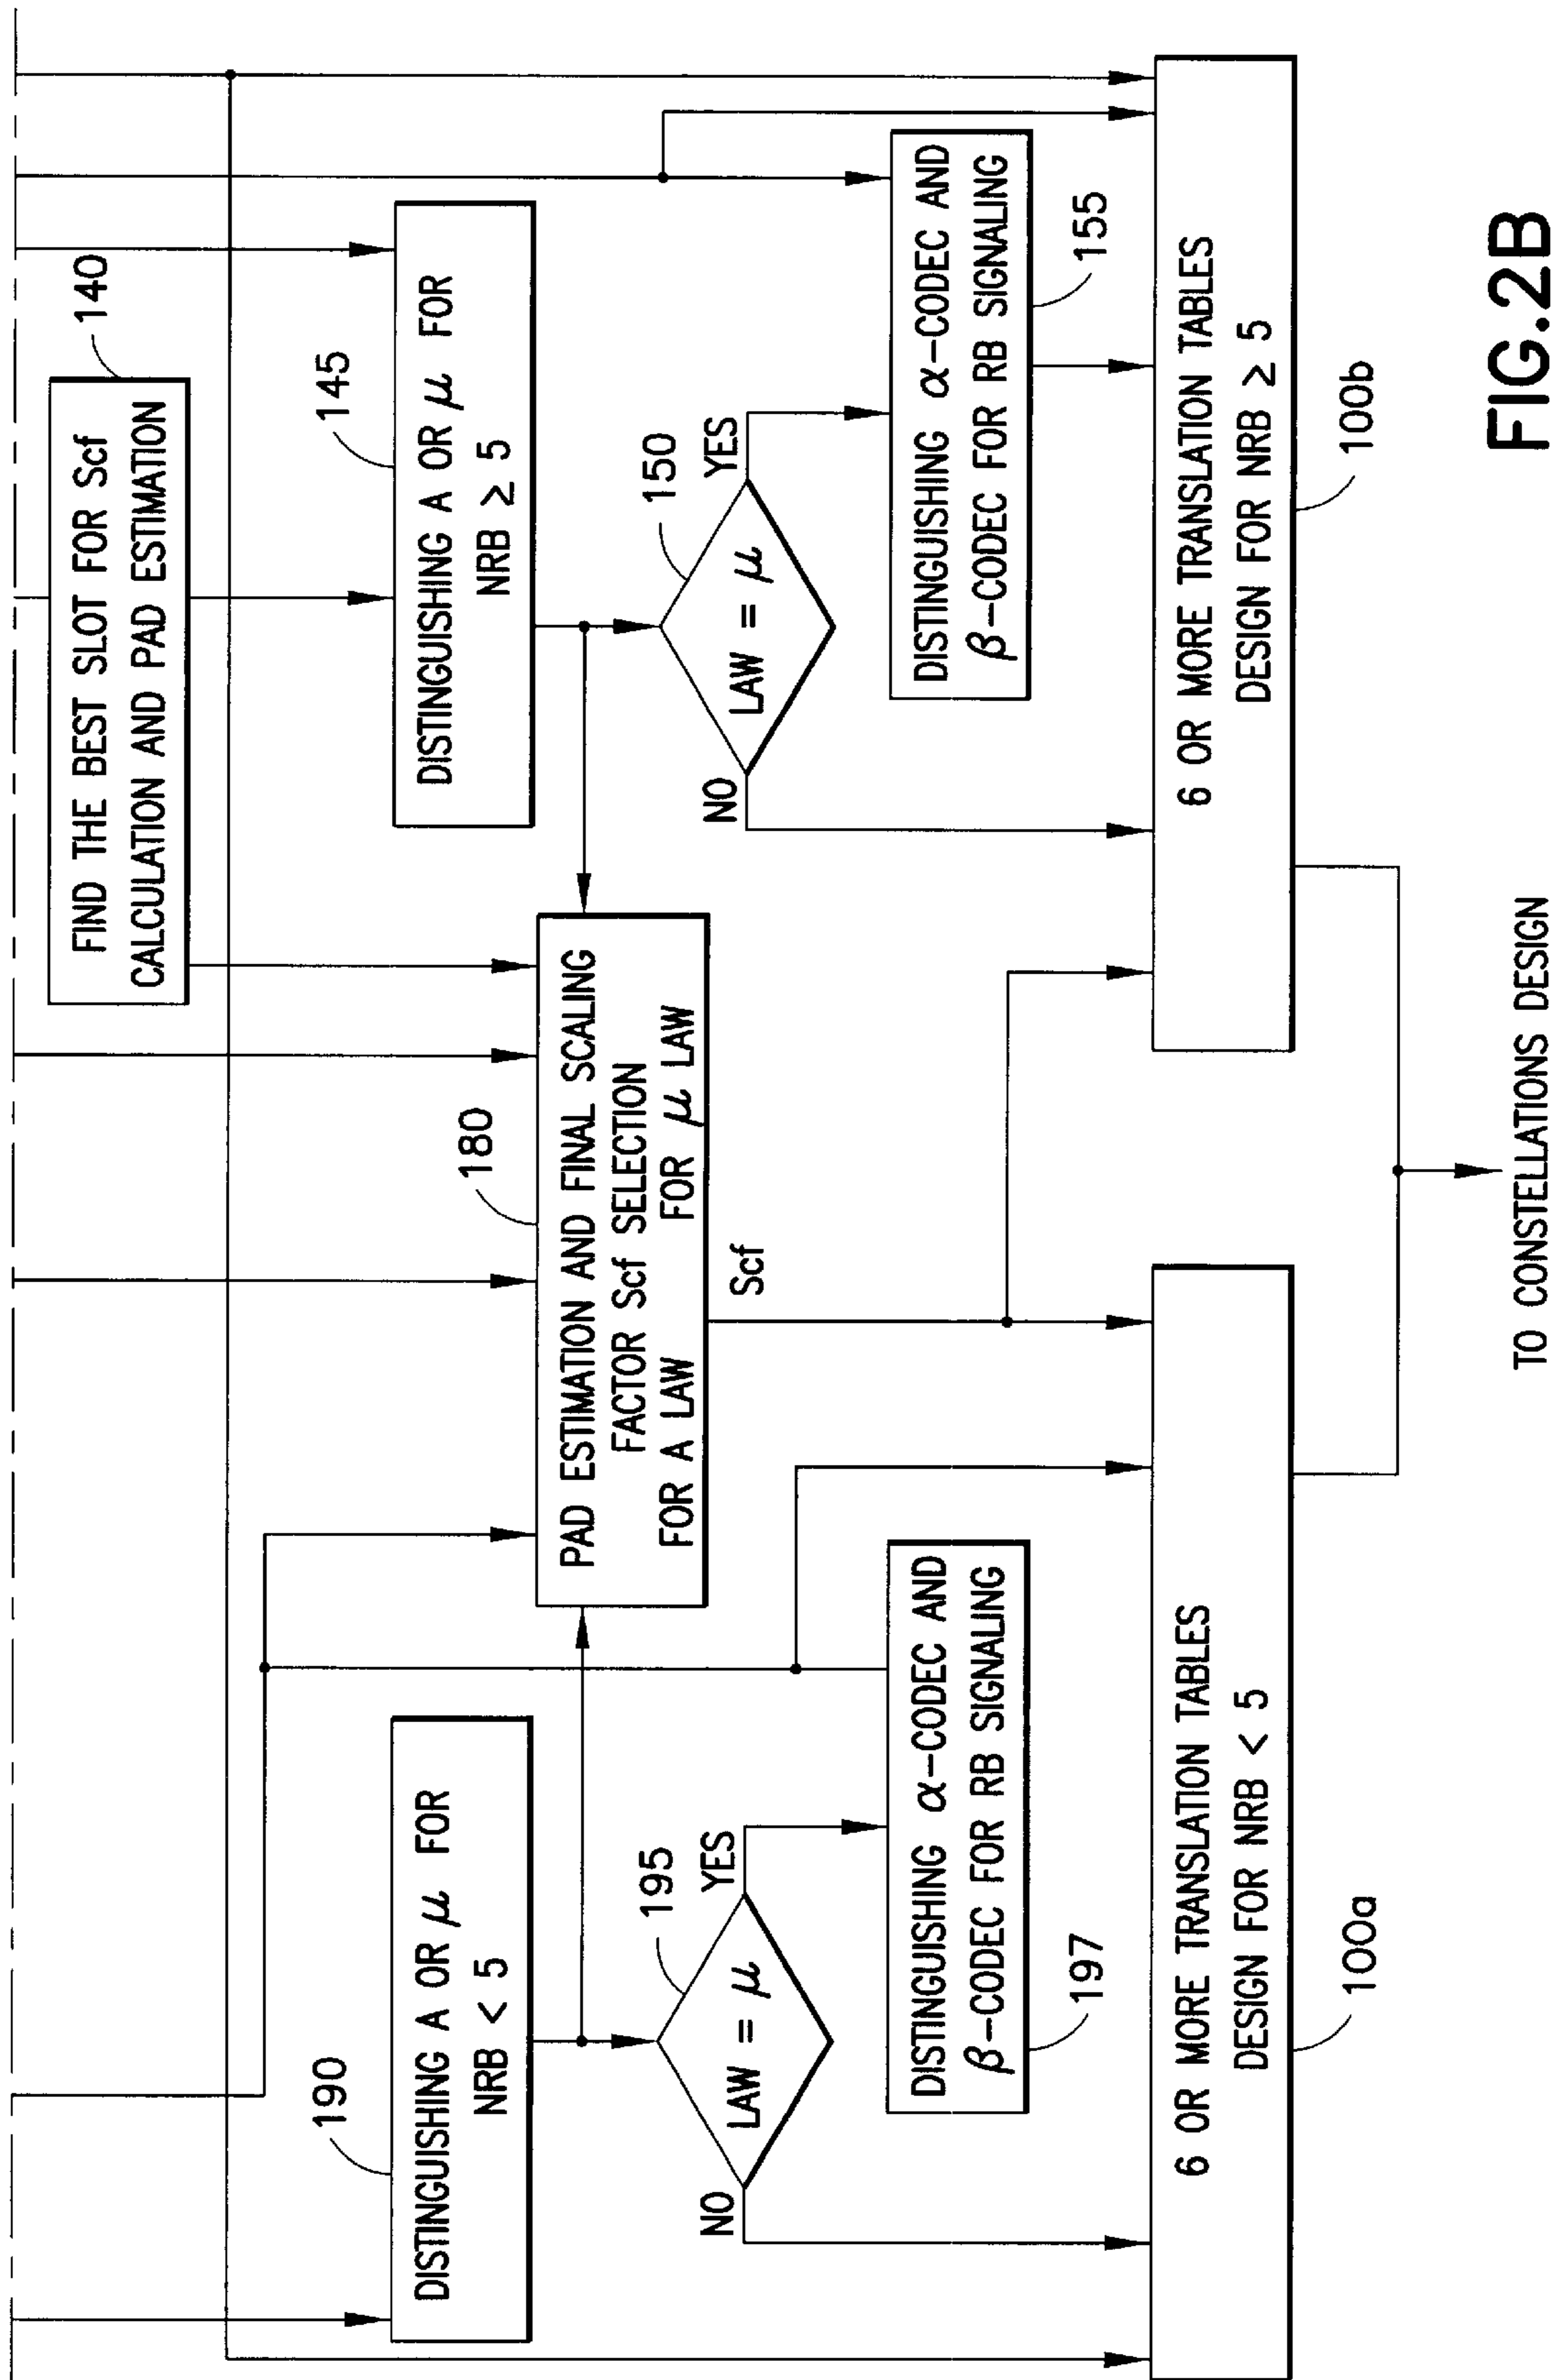 140
FIND THE BEST SLOT FOR Scf
CALCULATION AND PAD ESTIMATION
190
DISTINGUISHING A OR μ FOR
NRB < 5
145
DISTINGUISHING A OR μ FOR
NRB ≥ 5
180
PAD ESTIMATION AND FINAL SCALING
FACTOR Scf SELECTION
FOR A LAW FOR μ LAW
Scf
195
LAW = μ
NO
YES
150
LAW = μ
NO
YES
DISTINGUISHING α-CODEC AND
β-CODEC FOR RB SIGNALING
197
DISTINGUISHING α-CODEC AND
β-CODEC FOR RB SIGNALING
155
6 OR MORE TRANSLATION TABLES
DESIGN FOR NRB < 5
100a
6 OR MORE TRANSLATION TABLES
DESIGN FOR NRB ≥ 5
100b
TO CONSTELLATIONS DESIGN
FIG.2B